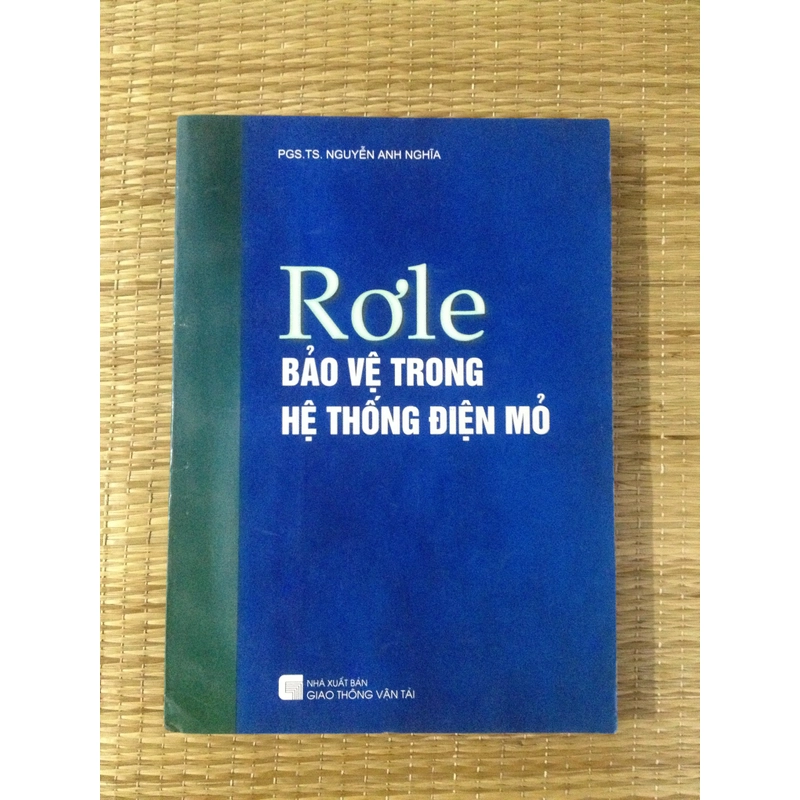 PGS.TS. NGUYỄN ANH NGHĨA
Rơle
BẢO VỆ TRONG
HỆ THỐNG ĐIỆN MỎ
NHÀ XUẤT BẢN
GIAO THÔNG VẬN TẢI